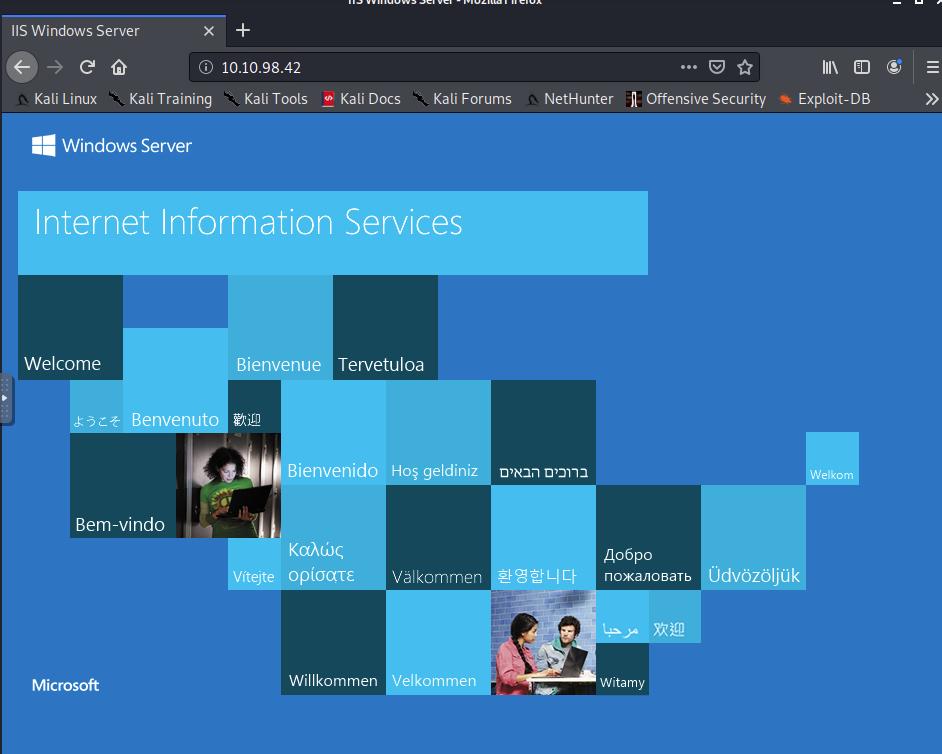 IIS Windows Server - Mozilla Firefox
IIS Windows Server
10.10.98.42
Kali Linux Kali Training Kali Tools Kali Docs Kali Forums NetHunter Offensive Security Exploit-DB
Windows Server
Internet Information Services
Welcome
Bienvenue
Tervetuloa
ようこそ
Benvenuto
歡迎
Bienvenido
Hoş geldiniz
ברוכים הבאים
Welkom
Bem-vindo
Vítejte
Καλώς
ορίσατε
Välkommen
환영합니다
Добро
пожаловать
Üdvözöljük
Willkommen
Velkommen
مرحبا
欢迎
Witamy
Microsoft